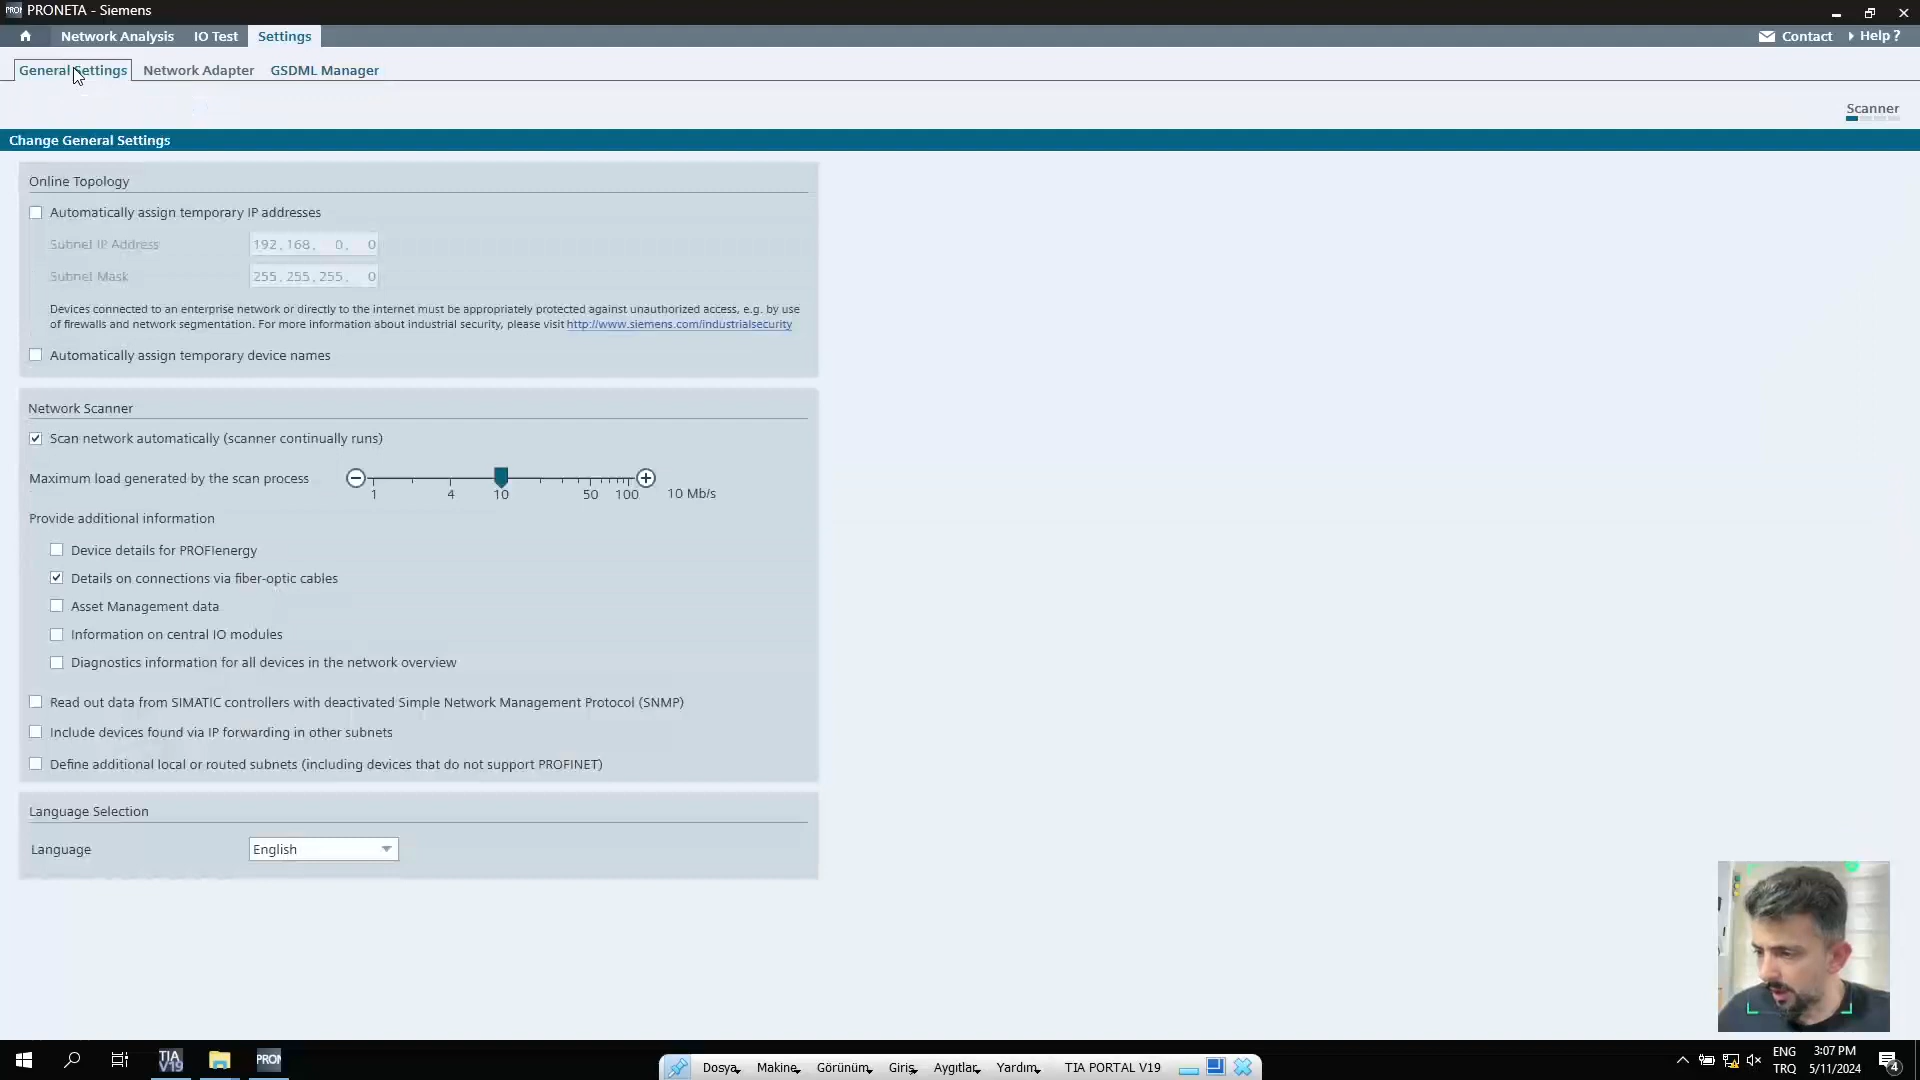 PRONETA - Siemens
Network Analysis IO Test Settings Contact Help ?
General Settings Network Adapter GSDML Manager
Scanner
Change General Settings
Online Topology
Automatically assign temporary IP addresses
Subnet IP Address 192.168. 0. 0
Subnet Mask 255.255.255. 0
Devices connected to an enterprise network or directly to the internet must be appropriately protected against unauthorized access, e.g. by use
of firewalls and network segmentation. For more information about industrial security, please visit http://www.siemens.com/industrialsecurity
Automatically assign temporary device names
Network Scanner
Scan network automatically (scanner continually runs)
Maximum load generated by the scan process
1 4 10 50 100 10 Mb/s
Provide additional information
Device details for PROFIenergy
Details on connections via fiber-optic cables
Asset Management data
Information on central IO modules
Diagnostics information for all devices in the network overview
Read out data from SIMATIC controllers with deactivated Simple Network Management Protocol (SNMP)
Include devices found via IP forwarding in other subnets
Define additional local or routed subnets (including devices that do not support PROFINET)
Language Selection
Language English
TIA V19 PRON
Dosya Makine Görünüm Giriş Aygıtlar Yardım TIA PORTAL V19
ENG 3:07 PM
TRQ 5/11/2024 4